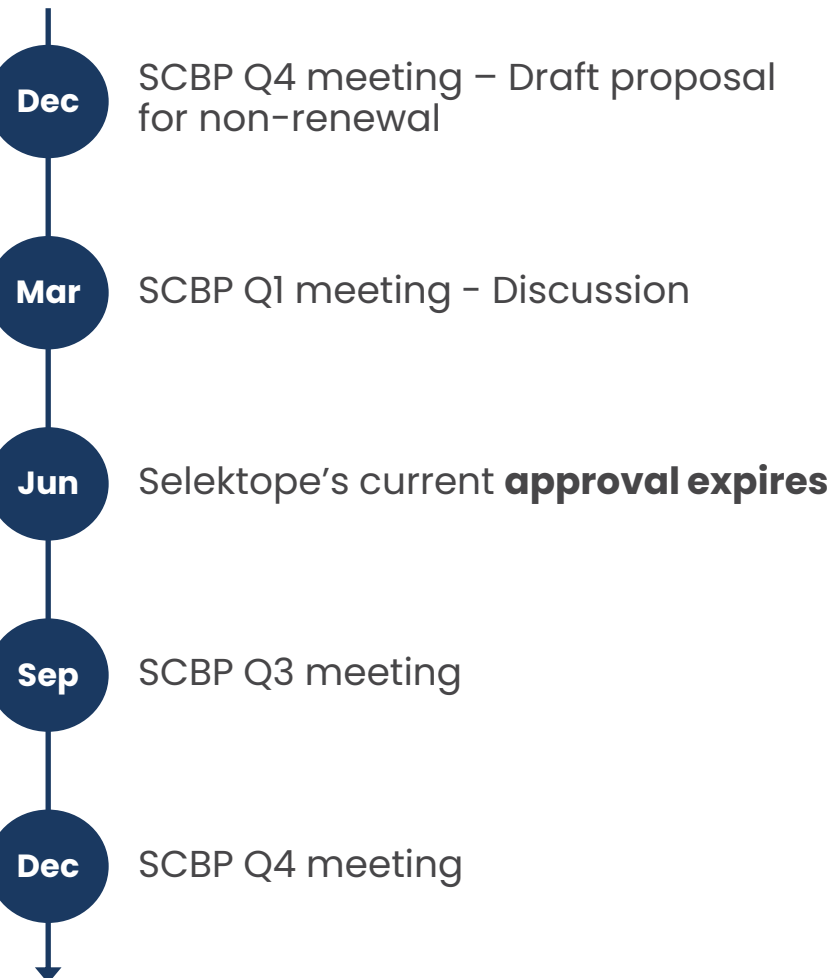 Dec
SCBP Q4 meeting – Draft proposal
for non-renewal
Mar
SCBP Q1 meeting - Discussion
Jun
Selektope’s current approval expires
Sep
SCBP Q3 meeting
Dec
SCBP Q4 meeting